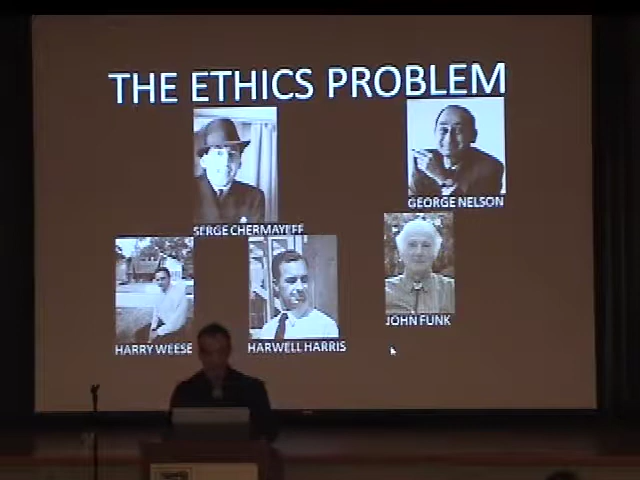 THE ETHICS PROBLEM
SERGE CHERMAYEFF
GEORGE NELSON
HARRY WEESE
HARWELL HARRIS
JOHN FUNK